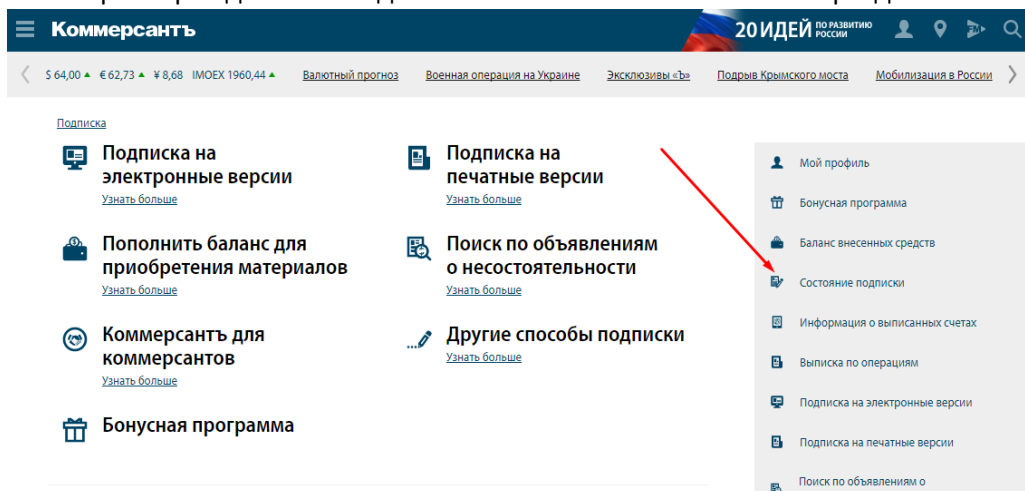 Коммерсантъ
20 ИДЕЙ ПО РАЗВИТИЮ РОССИИ
$ 64,00 ▲ € 62,73 ▲ ¥ 8,68 IMOEX 1960,44 ▲ Валютный прогноз Военная операция на Украине Эксклюзивы «Ъ» Подрыв Крымского моста Мобилизация в России
Подписка
Подписка на
электронные версии
Узнать больше
Подписка на
печатные версии
Узнать больше
Пополнить баланс для
приобретения материалов
Узнать больше
Поиск по объявлениям
о несостоятельности
Узнать больше
Коммерсантъ для
коммерсантов
Узнать больше
...Другие способы подписки
Узнать больше
Бонусная программа
Мой профиль
Бонусная программа
Баланс внесенных средств
Состояние подписки
Информация о выписанных счетах
Выписка по операциям
Подписка на электронные версии
Подписка на печатные версии
Поиск по объявлениям о